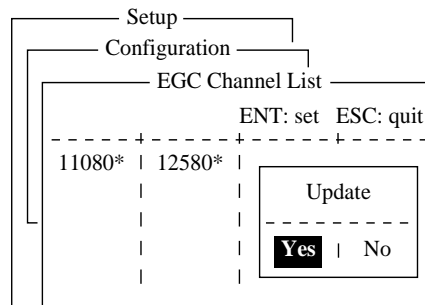 Setup
Configuration
EGC Channel List
ENT: set ESC: quit
11080* 12580*
Update
Yes No